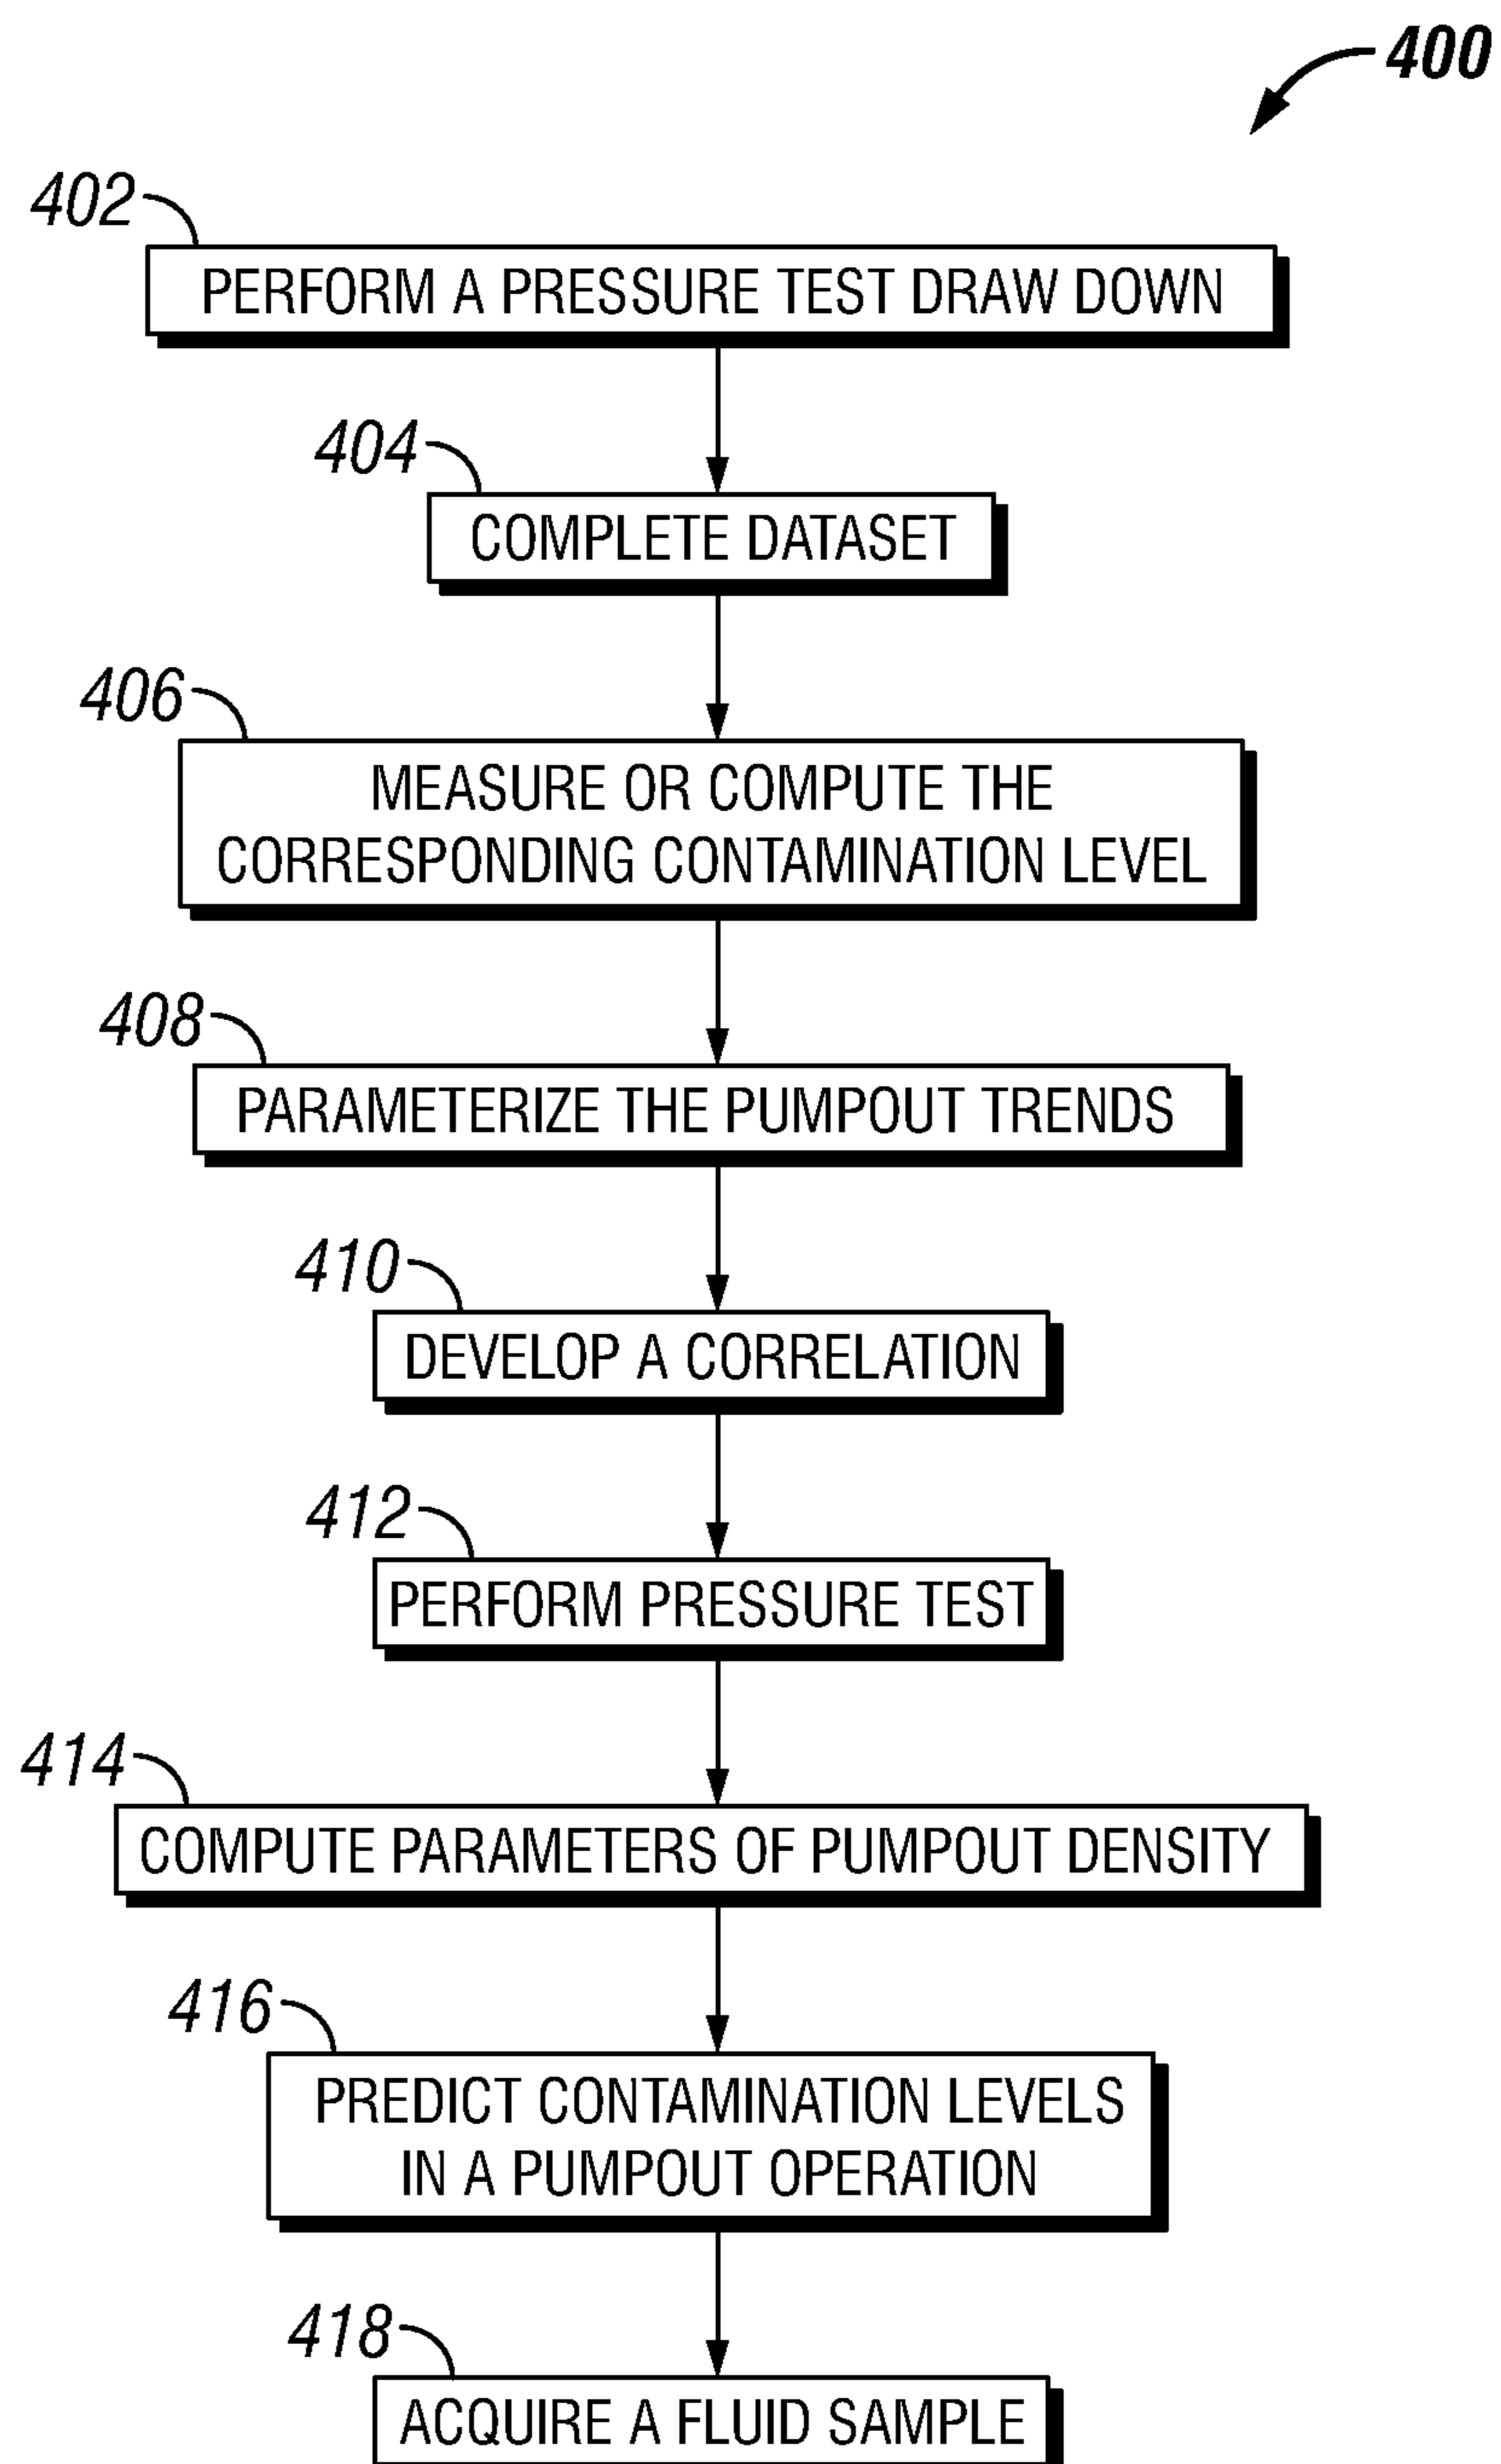 400
402
PERFORM A PRESSURE TEST DRAW DOWN
404
COMPLETE DATASET
406
MEASURE OR COMPUTE THE
CORRESPONDING CONTAMINATION LEVEL
408
PARAMETERIZE THE PUMPOUT TRENDS
410
DEVELOP A CORRELATION
412
PERFORM PRESSURE TEST
414
COMPUTE PARAMETERS OF PUMPOUT DENSITY
416
PREDICT CONTAMINATION LEVELS
IN A PUMPOUT OPERATION
418
ACQUIRE A FLUID SAMPLE